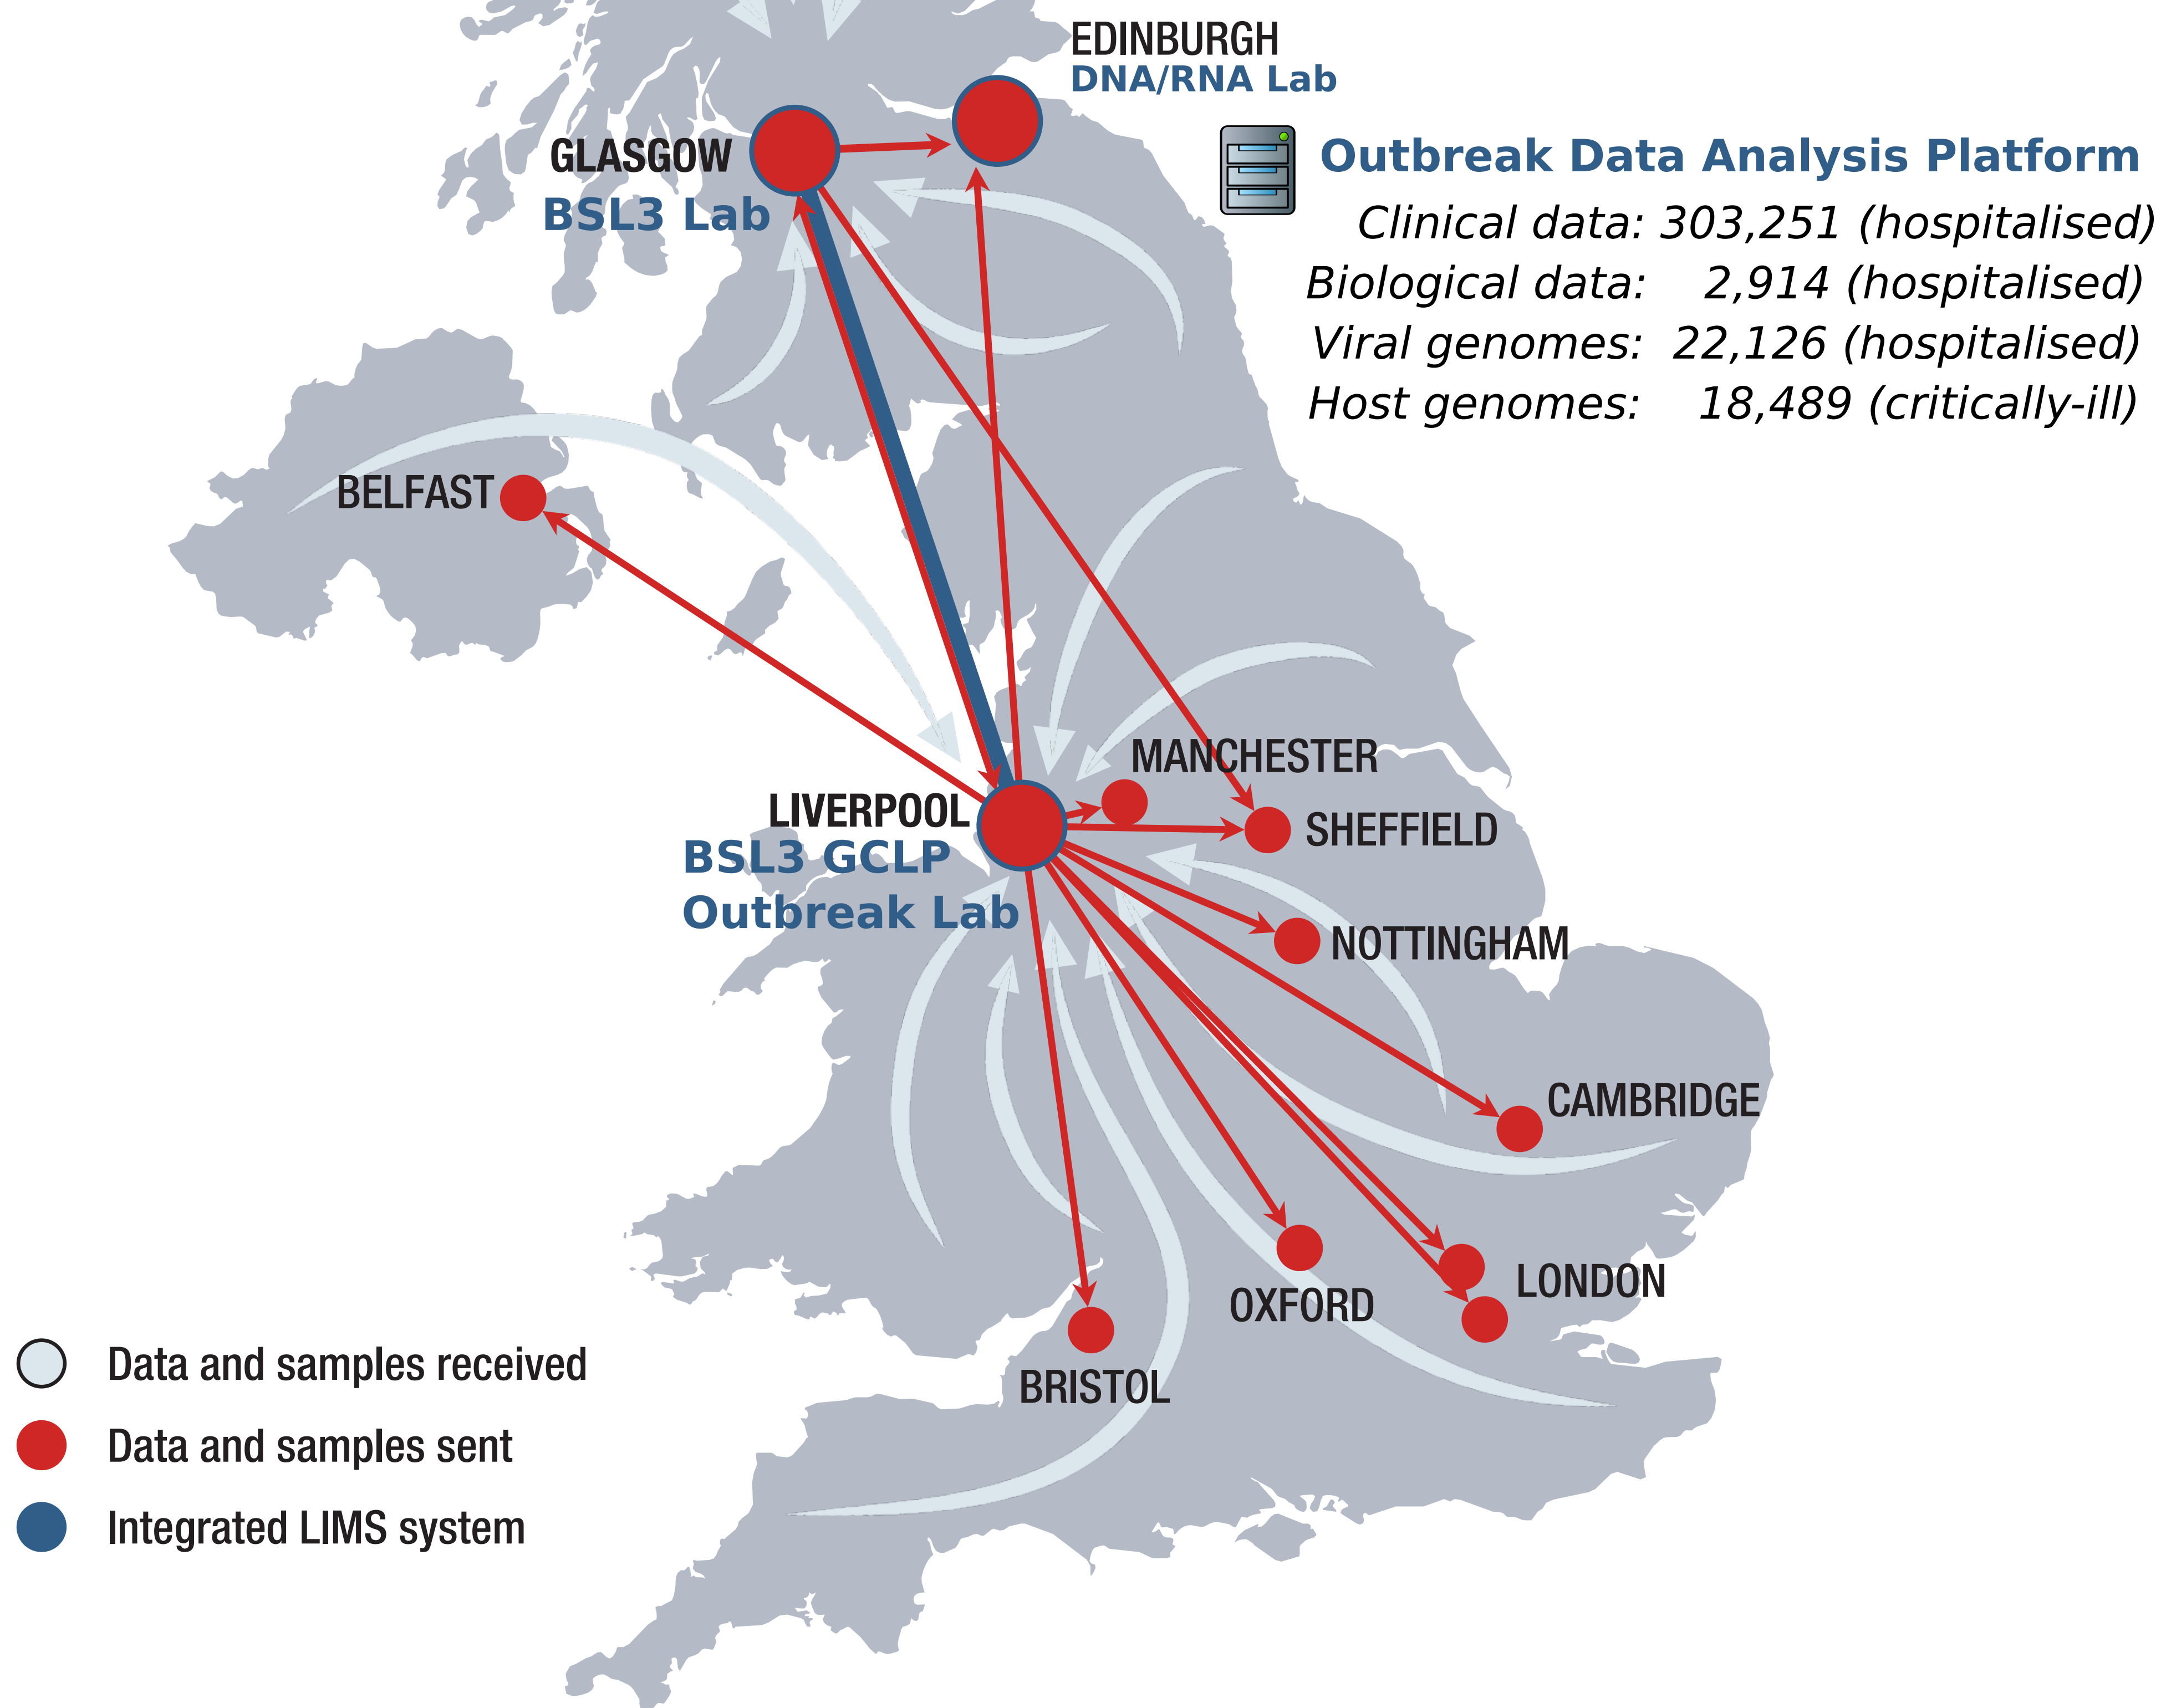 EDINBURGH
DNA/RNA Lab
GLASGOW
BSL3 Lab
Outbreak Data Analysis Platform
Clinical data: 303,251 (hospitalised)
Biological data: 2,914 (hospitalised)
Viral genomes: 22,126 (hospitalised)
Host genomes: 18,489 (critically-ill)
BELFAST
MANCHESTER
LIVERPOOL
BSL3 GCLP
Outbreak Lab
SHEFFIELD
NOTTINGHAM
CAMBRIDGE
LONDON
OXFORD
BRISTOL
Data and samples received
Data and samples sent
Integrated LIMS system